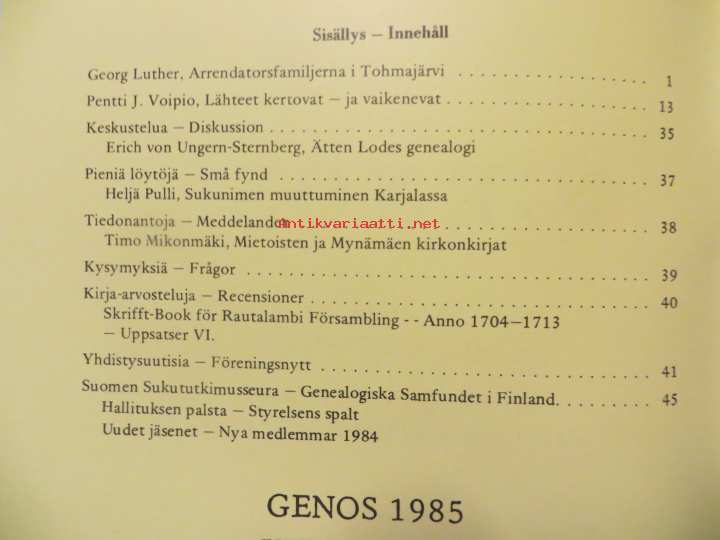 Sisällys – Innehåll
Georg Luther, Arrendatorsfamiljerna i Tohmajärvi . . . . . . . . . . . . . . . . 1
Pentti J. Voipio, Lähteet kertovat – ja vaikenevat . . . . . . . . . . . . . . . . . 13
Keskustelua – Diskussion . . . . . . . . . . . . . . . . . . . . . . . . . . . . . . 35
Erich von Ungern-Sternberg, Ätten Lodes genealogi
Pieniä löytöjä – Små fynd . . . . . . . . . . . . . . . . . . . . . . . . . . . . . . 37
Heljä Pulli, Sukunimen muuttuminen Karjalassa
Tiedonantoja – Meddelanden . . . . . . . . . . . . . . . . . . . . . . . . . . . . 38
antikvariaatti.net
Timo Mikonmäki, Mietoisten ja Mynämäen kirkonkirjat
Kysymyksiä – Frågor . . . . . . . . . . . . . . . . . . . . . . . . . . . . . . . . 39
Kirja-arvosteluja – Recensioner . . . . . . . . . . . . . . . . . . . . . . . . . . . 40
Skrifft-Book för Rautalambi Försambling - - Anno 1704–1713
– Uppsatser VI.
Yhdistysuutisia – Föreningsnytt . . . . . . . . . . . . . . . . . . . . . . . . . . . 41
Suomen Sukututkimusseura – Genealogiska Samfundet i Finland. . . . . . . . . 45
Hallituksen palsta – Styrelsens spalt
Uudet jäsenet – Nya medlemmar 1984
GENOS 1985